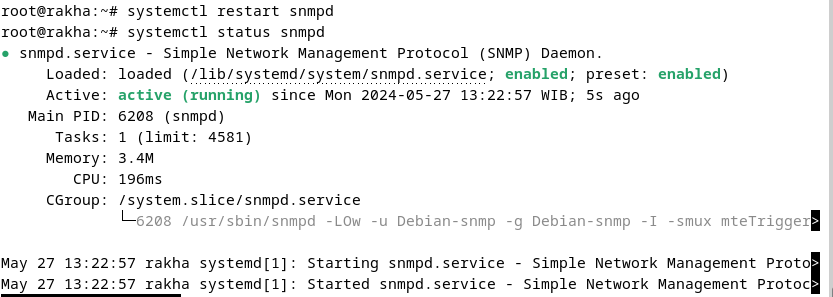 root@rakha:~# systemctl restart snmpd
root@rakha:~# systemctl status snmpd
● snmpd.service - Simple Network Management Protocol (SNMP) Daemon.
     Loaded: loaded (/lib/systemd/system/snmpd.service; enabled; preset: enabled)
     Active: active (running) since Mon 2024-05-27 13:22:57 WIB; 5s ago
   Main PID: 6208 (snmpd)
      Tasks: 1 (limit: 4581)
     Memory: 3.4M
        CPU: 196ms
     CGroup: /system.slice/snmpd.service
             └─6208 /usr/sbin/snmpd -LOw -u Debian-snmp -g Debian-snmp -I -smux mteTrigger>
May 27 13:22:57 rakha systemd[1]: Starting snmpd.service - Simple Network Management Proto>
May 27 13:22:57 rakha systemd[1]: Started snmpd.service - Simple Network Management Protoc>